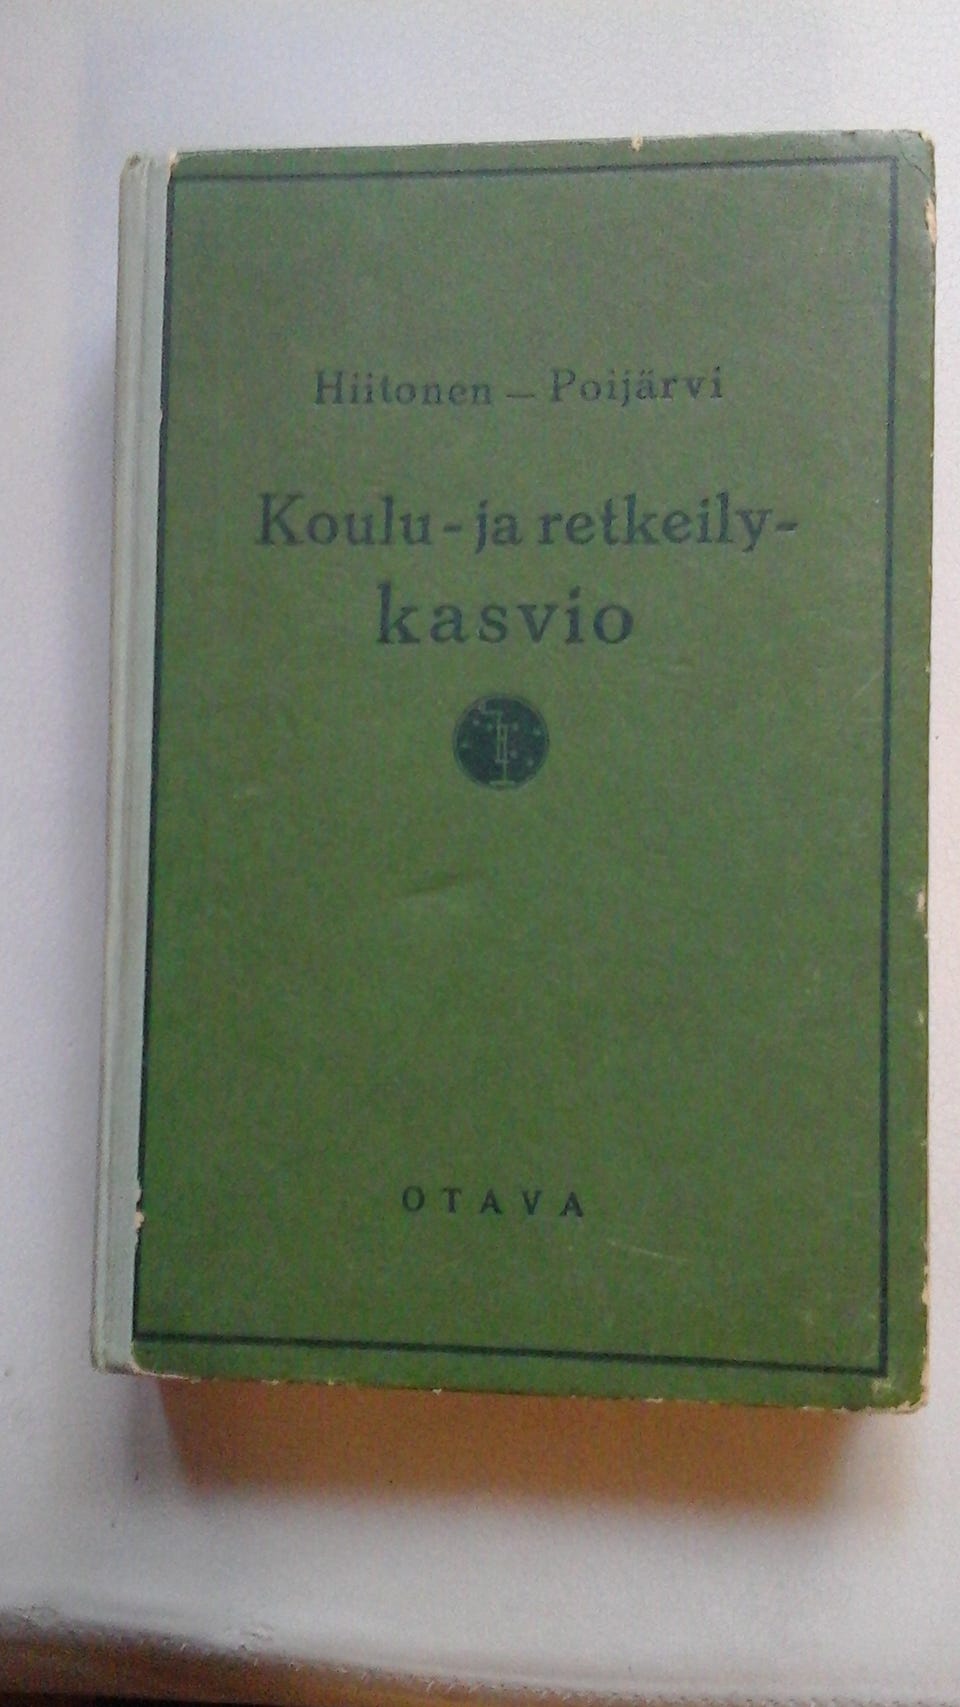 Hiitonen – Poijärvi
Koulu- ja retkeily-
kasvio
OTAVA